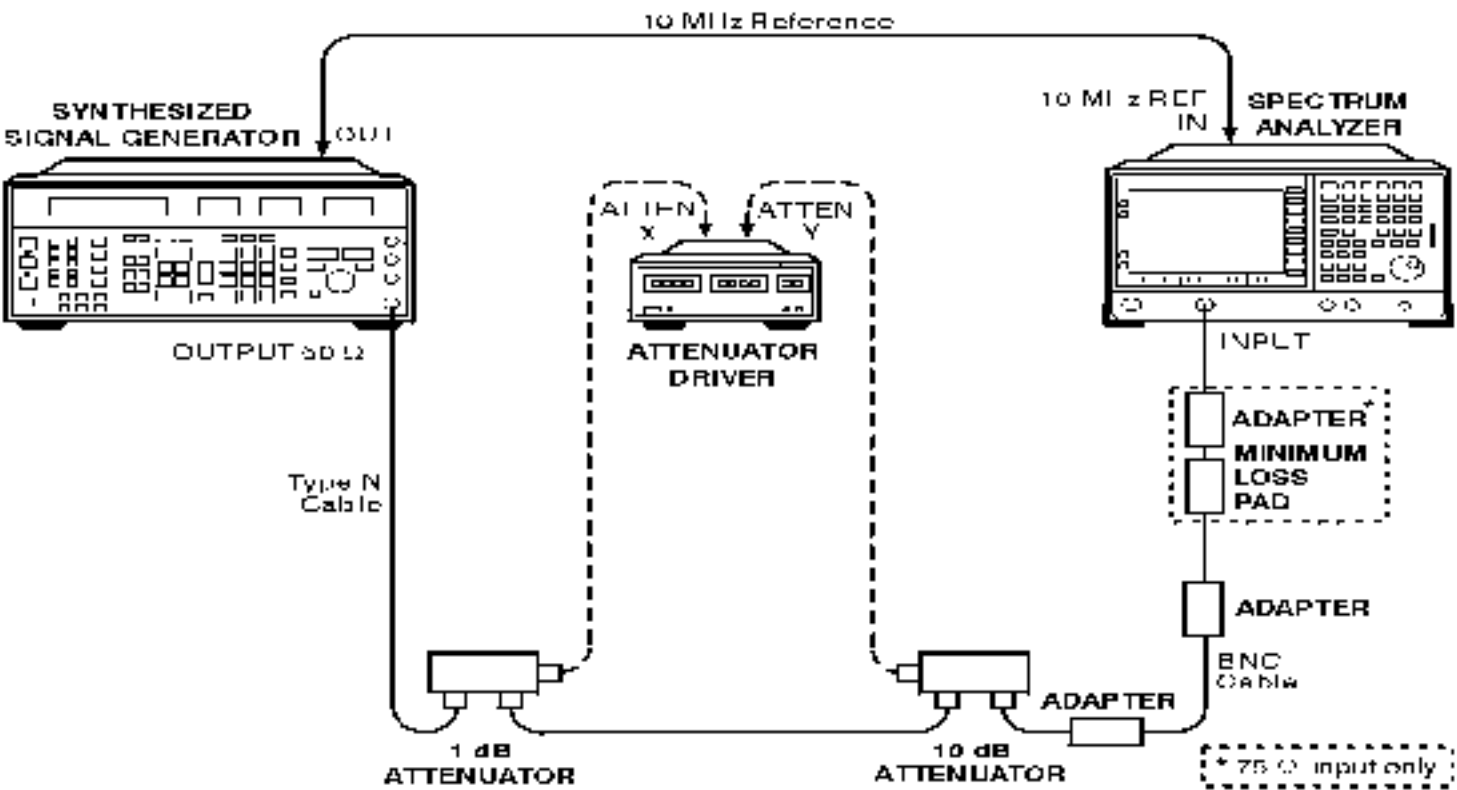 10 MHz Reference
SYNTHESIZED
SIGNAL GENERATOR
OUT
10 MHz REF
IN
SPECTRUM
ANALYZER
ATTEN
X
ATTEN
Y
OUTPUT 50 Ω
ATTENUATOR
DRIVER
INPUT
ADAPTER*
MINIMUM
LOSS
PAD
Type N
Cable
ADAPTER
BNC
Cable
ADAPTER
1 dB
ATTENUATOR
10 dB
ATTENUATOR
* 75 Ω input only